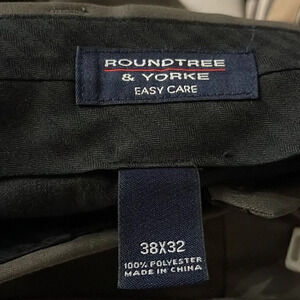 ROUNDTREE
& YORKE
EASY CARE
38X32
100% POLYESTER
MADE IN CHINA